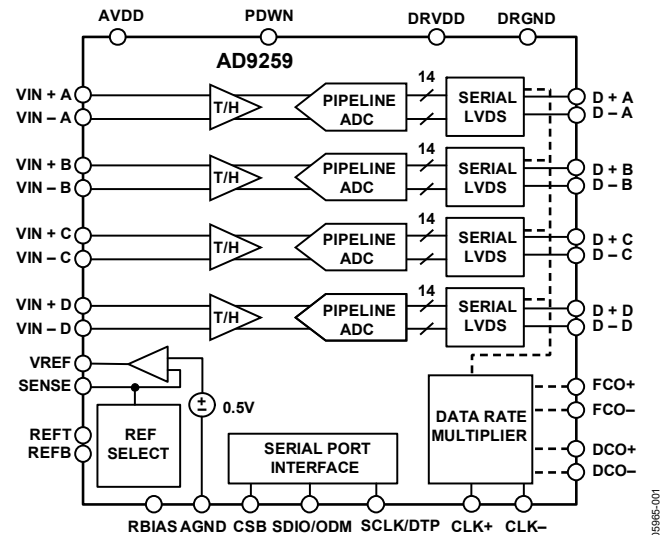 AVDD
PDWN
DRVDD
DRGND
AD9259
VIN + A
VIN – A
T/H
PIPELINE
ADC
14
SERIAL
LVDS
D + A
D – A
VIN + B
VIN – B
T/H
PIPELINE
ADC
14
SERIAL
LVDS
D + B
D – B
VIN + C
VIN – C
T/H
PIPELINE
ADC
14
SERIAL
LVDS
D + C
D – C
VIN + D
VIN – D
T/H
PIPELINE
ADC
14
SERIAL
LVDS
D + D
D – D
VREF
SENSE
REFT
REFB
REF
SELECT
+
–
0.5V
SERIAL PORT
INTERFACE
DATA RATE
MULTIPLIER
FCO+
FCO–
DCO+
DCO–
RBIAS
AGND
CSB
SDIO/ODM
SCLK/DTP
CLK+
CLK–
05965-001